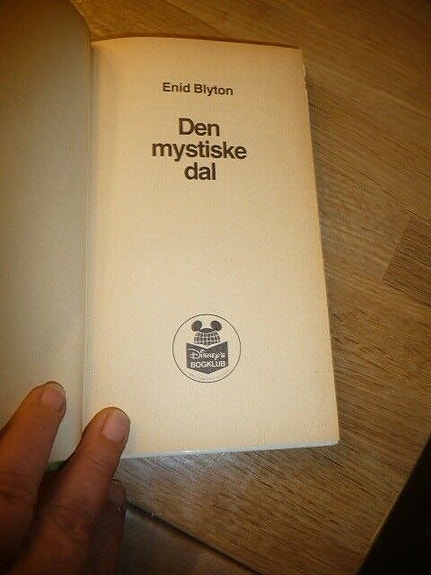 Enid Blyton
Den
mystiske
dal
Disney's
BOGKLUB